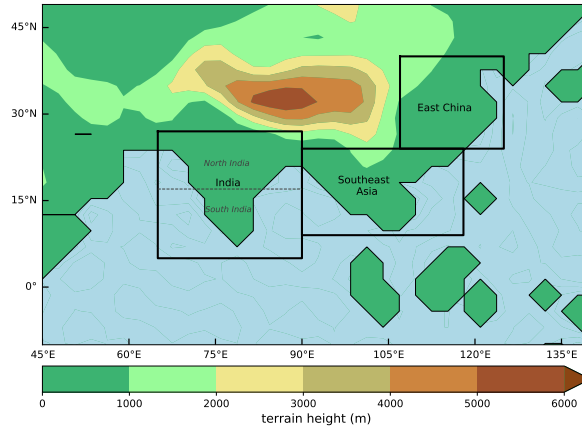 45°N
30°N
15°N
0°
East China
North India
India
South India
Southeast
Asia
45°E
60°E
75°E
90°E
105°E
120°E
135°E
0
1000
2000
3000
4000
5000
6000
terrain height (m)